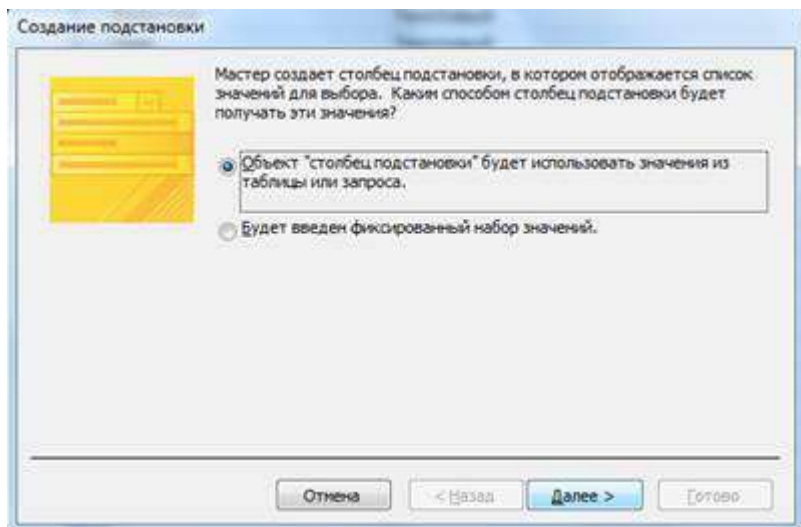 Создание подстановки
Мастер создает столбец подстановки, в котором отображается список
значений для выбора. Каким способом столбец подстановки будет
получать эти значения?
Объект "столбец подстановки" будет использовать значения из
таблицы или запроса.
Будет введен фиксированный набор значений.
Отмена
< Назад
Далее >
Готово